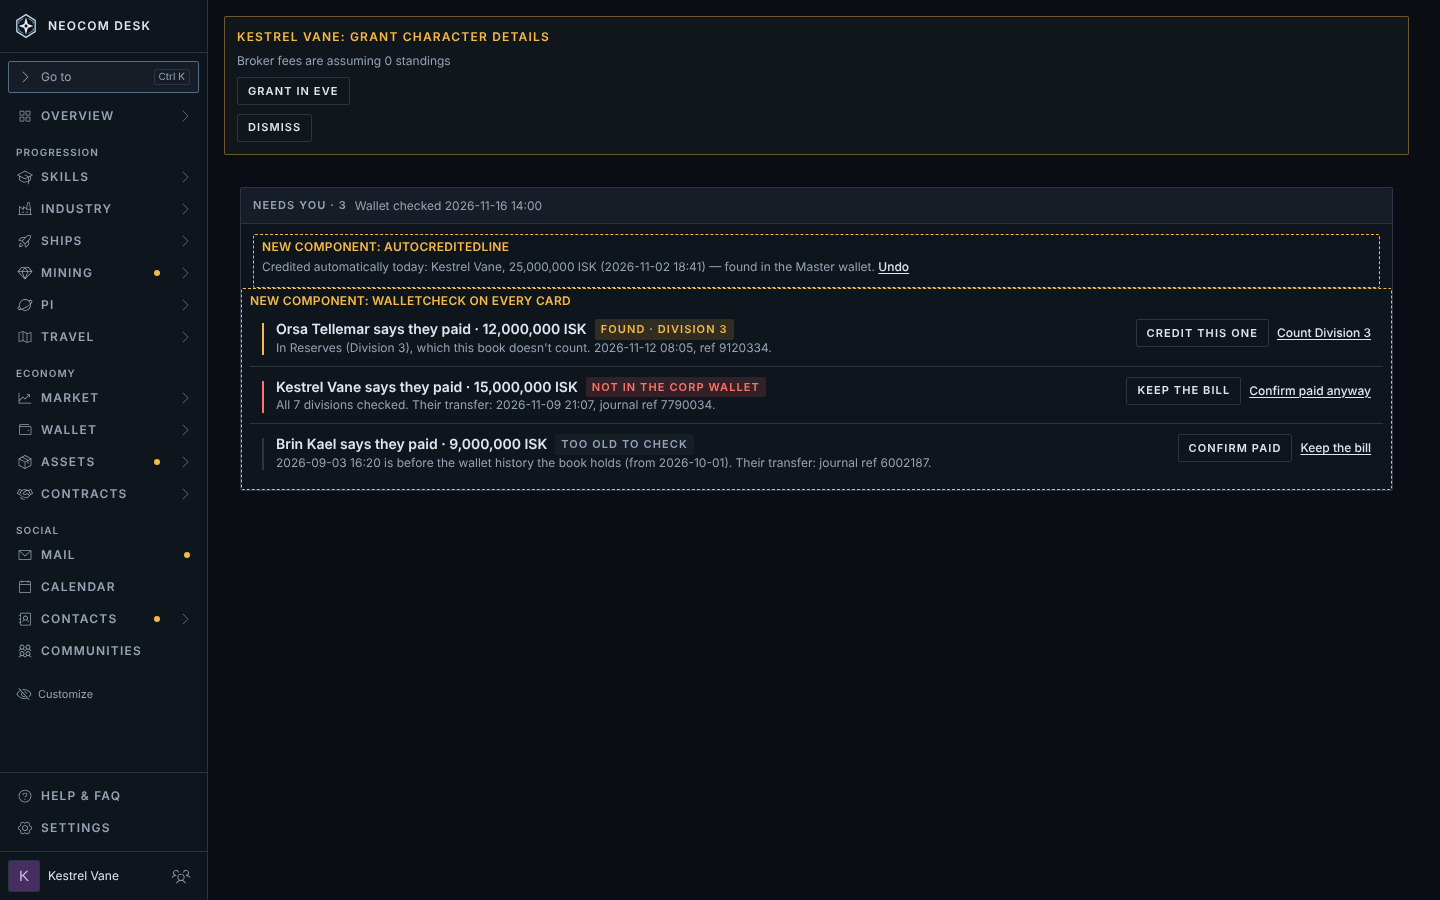 NEOCOM DESK
Go to
Ctrl K
OVERVIEW
PROGRESSION
SKILLS
INDUSTRY
SHIPS
MINING
PI
TRAVEL
ECONOMY
MARKET
WALLET
ASSETS
CONTRACTS
SOCIAL
MAIL
CALENDAR
CONTACTS
COMMUNITIES
Customize
HELP & FAQ
SETTINGS
K
Kestrel Vane
KESTREL VANE: GRANT CHARACTER DETAILS
Broker fees are assuming 0 standings
GRANT IN EVE
DISMISS
NEEDS YOU · 3 Wallet checked 2026-11-16 14:00
NEW COMPONENT: AUTOCREDITEDLINE
Credited automatically today: Kestrel Vane, 25,000,000 ISK (2026-11-02 18:41) — found in the Master wallet. Undo
NEW COMPONENT: WALLETCHECK ON EVERY CARD
Orsa Tellemar says they paid · 12,000,000 ISK FOUND · DIVISION 3
In Reserves (Division 3), which this book doesn't count. 2026-11-12 08:05, ref 9120334.
CREDIT THIS ONE Count Division 3
Kestrel Vane says they paid · 15,000,000 ISK NOT IN THE CORP WALLET
All 7 divisions checked. Their transfer: 2026-11-09 21:07, journal ref 7790034.
KEEP THE BILL Confirm paid anyway
Brin Kael says they paid · 9,000,000 ISK TOO OLD TO CHECK
2026-09-03 16:20 is before the wallet history the book holds (from 2026-10-01). Their transfer: journal ref 6002187.
CONFIRM PAID Keep the bill